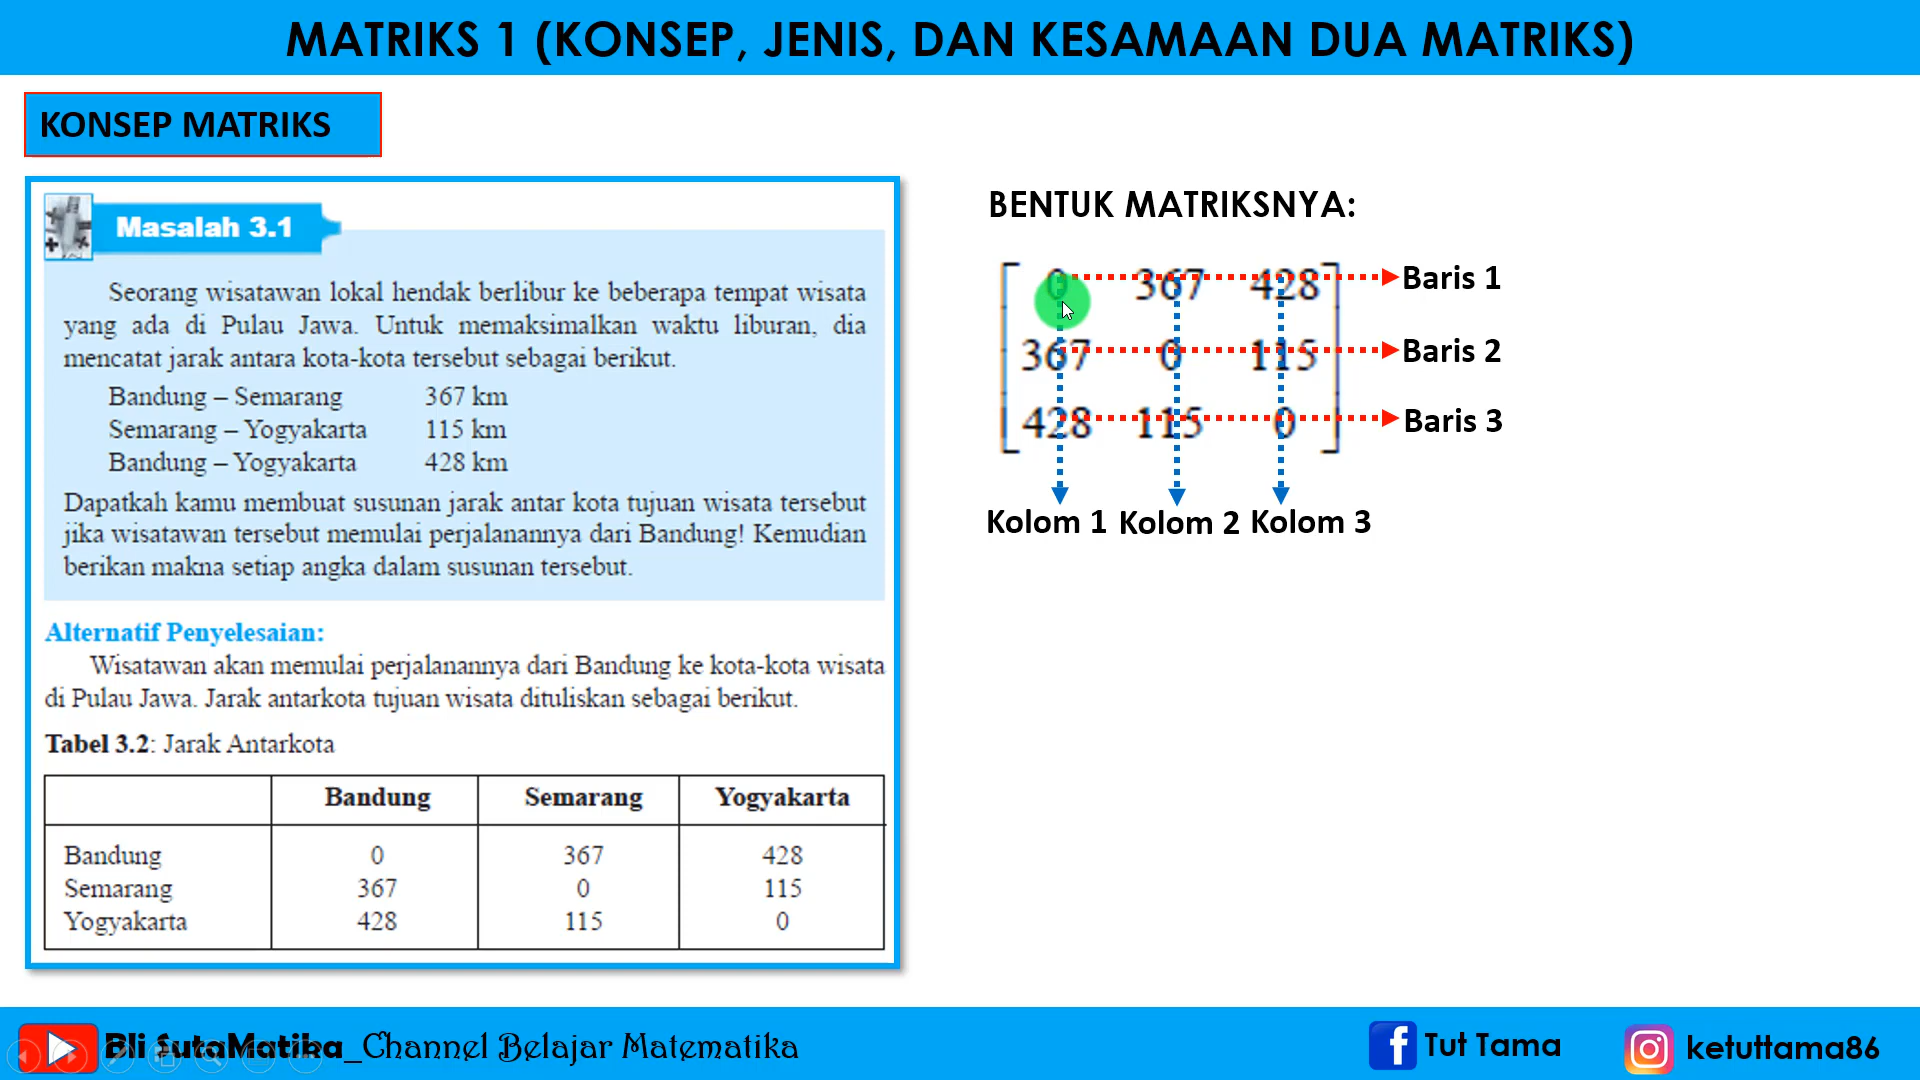 MATRIKS 1 (KONSEP, JENIS, DAN KESAMAAN DUA MATRIKS)
KONSEP MATRIKS
Masalah 3.1
Seorang wisatawan lokal hendak berlibur ke beberapa tempat wisata
yang ada di Pulau Jawa. Untuk memaksimalkan waktu liburan, dia
mencatat jarak antara kota-kota tersebut sebagai berikut.
Bandung – Semarang 367 km
Semarang – Yogyakarta 115 km
Bandung – Yogyakarta 428 km
Dapatkah kamu membuat susunan jarak antar kota tujuan wisata tersebut
jika wisatawan tersebut memulai perjalanannya dari Bandung! Kemudian
berikan makna setiap angka dalam susunan tersebut.
Alternatif Penyelesaian:
Wisatawan akan memulai perjalanannya dari Bandung ke kota-kota wisata
di Pulau Jawa. Jarak antarkota tujuan wisata dituliskan sebagai berikut.
Tabel 3.2: Jarak Antarkota
Bandung Semarang Yogyakarta
Bandung 0 367 428
Semarang 367 0 115
Yogyakarta 428 115 0
BENTUK MATRIKSNYA:
0 367 428 Baris 1
367 0 115 Baris 2
428 115 0 Baris 3
Kolom 1 Kolom 2 Kolom 3
Bli SutaMatika_Channel Belajar Matematika
Tut Tama
ketuttama86